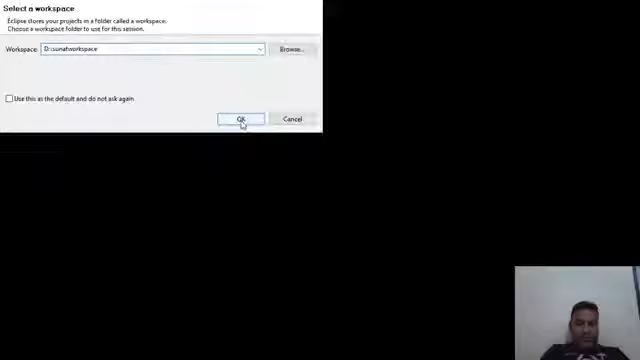 Select a workspace
Eclipse stores your projects in a folder called a workspace.
Choose a workspace folder to use for this session.
Workspace: D:\sunatworkspace Browse...
Use this as the default and do not ask again
OK Cancel